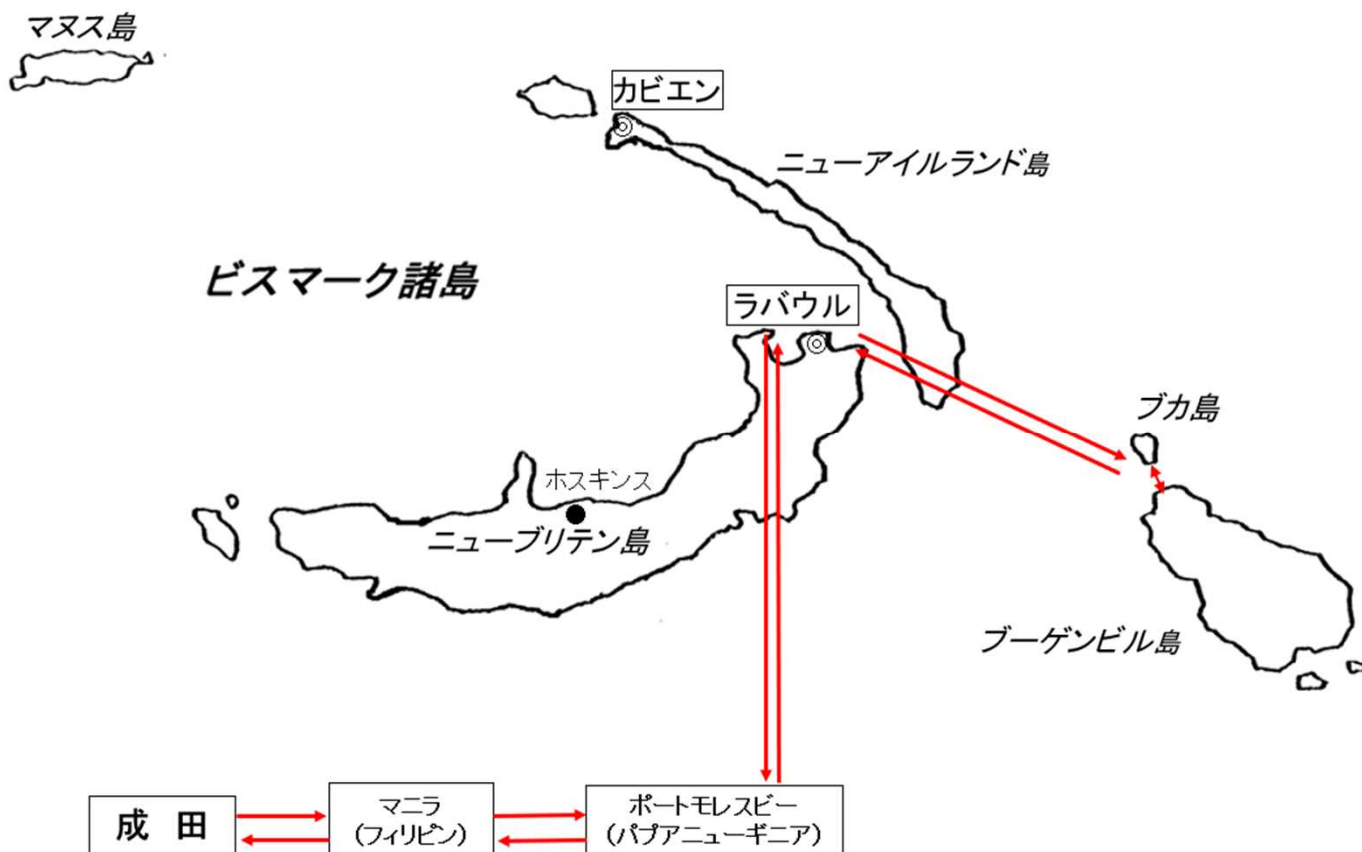 マヌス島
カビエン
ニューアイルランド島
ビスマーク諸島
ラバウル
ブカ島
ホスキンス
ニューブリテン島
ブーゲンビル島
成 田
マニラ
(フィリピン)
ポートモレスビー
(パプアニューギニア)